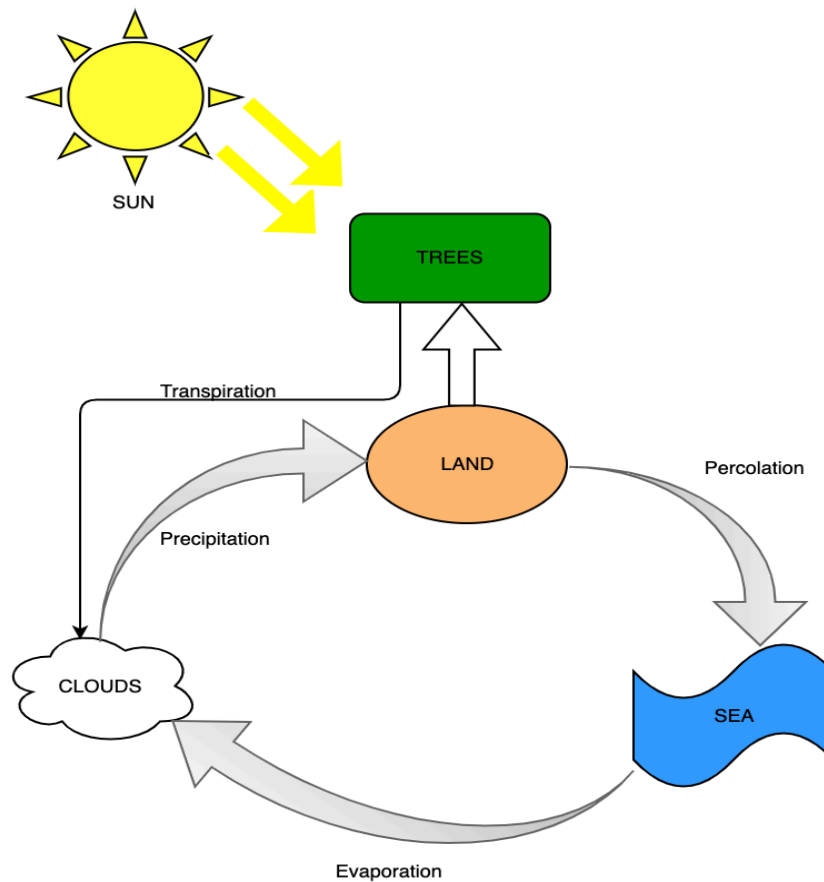 SUN
TREES
Transpiration
LAND
Percolation
Precipitation
CLOUDS
SEA
Evaporation